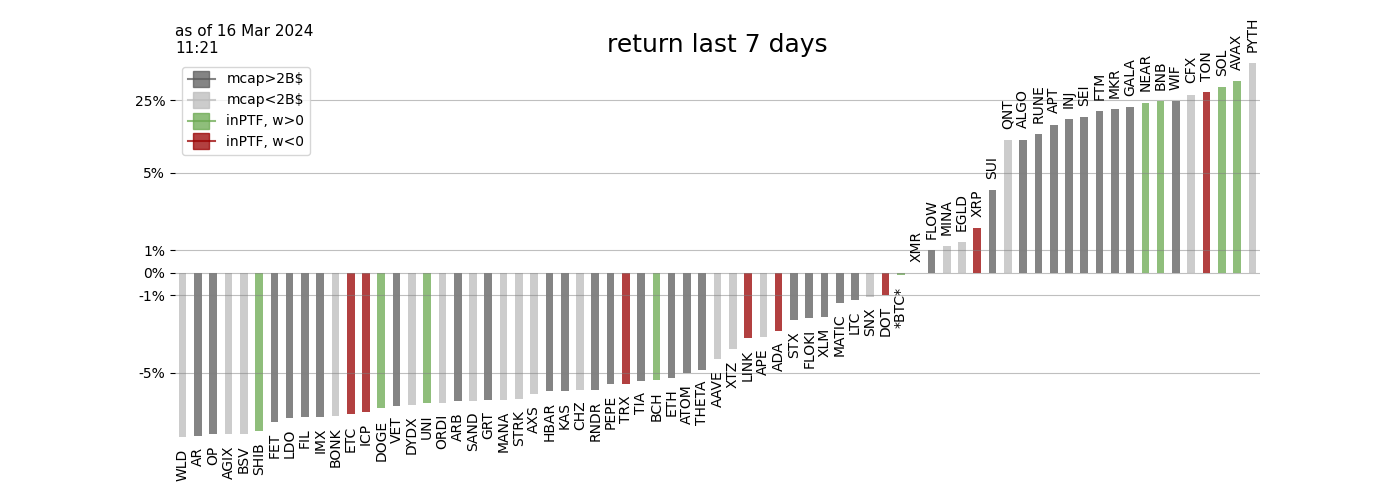 as of 16 Mar 2024
11:21
return last 7 days
mcap>2B$
mcap<2B$
inPTF, w>0
inPTF, w<0
25%
5%
1%
0%
-1%
-5%
WLD
AR
OP
AGIX
BSV
SHIB
FET
LDO
FIL
IMX
BONK
ETC
ICP
DOGE
VET
DYDX
UNI
ORDI
ARB
SAND
GRT
MANA
STRK
AXS
HBAR
KAS
CHZ
RNDR
PEPE
TRX
TIA
BCH
ETH
ATOM
THETA
AAVE
XTZ
LINK
APE
ADA
STX
FLOKI
XLM
MATIC
LTC
SNX
DOT
*BTC*
XMR
FLOW
MINA
EGLD
XRP
SUI
QNT
ALGO
RUNE
APT
INJ
SEI
FTM
MKR
GALA
NEAR
BNB
WIF
CFX
TON
SOL
AVAX
PYTH